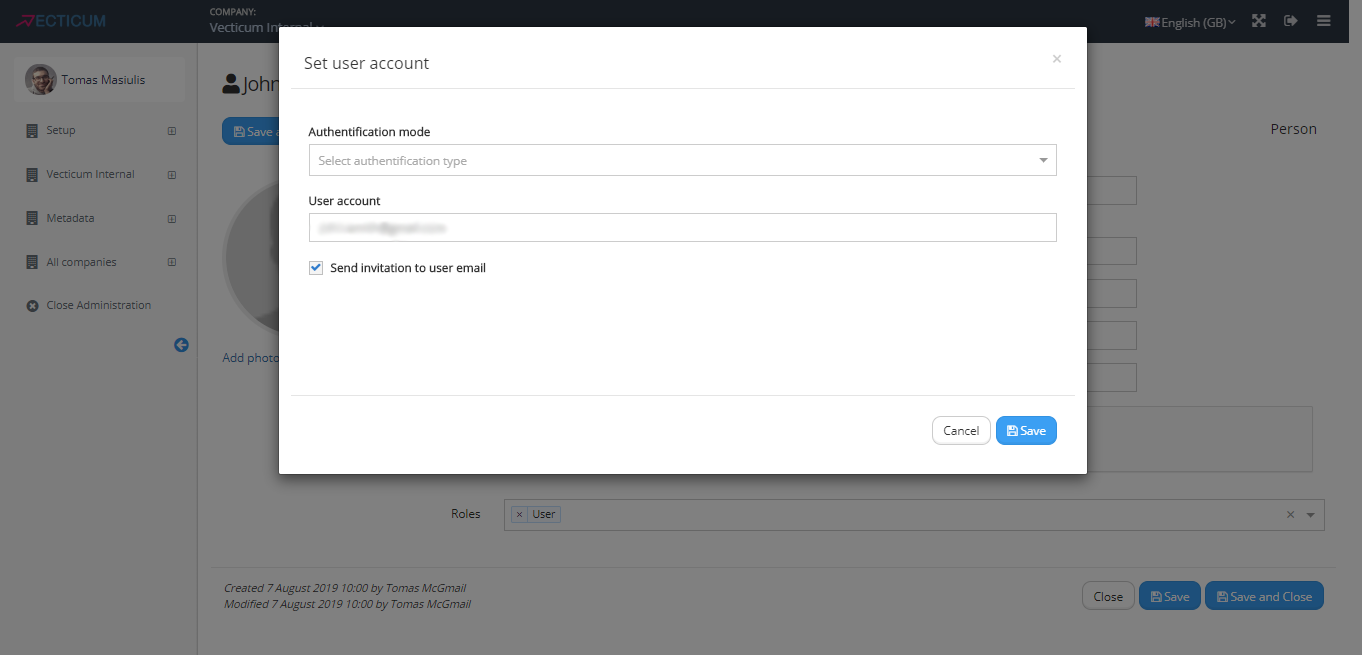 VECTICUM
COMPANY:
Vecticum Internal
English (GB)
Tomas Masiulis
Setup
Vecticum Internal
Metadata
All companies
Close Administration
John
Save
Person
Add photo
Set user account
×
Authentification mode
Select authentification type
User account
Send invitation to user email
Cancel
Save
Roles
× User
×
Created 7 August 2019 10:00 by Tomas McGmail
Modified 7 August 2019 10:00 by Tomas McGmail
Close
Save
Save and Close